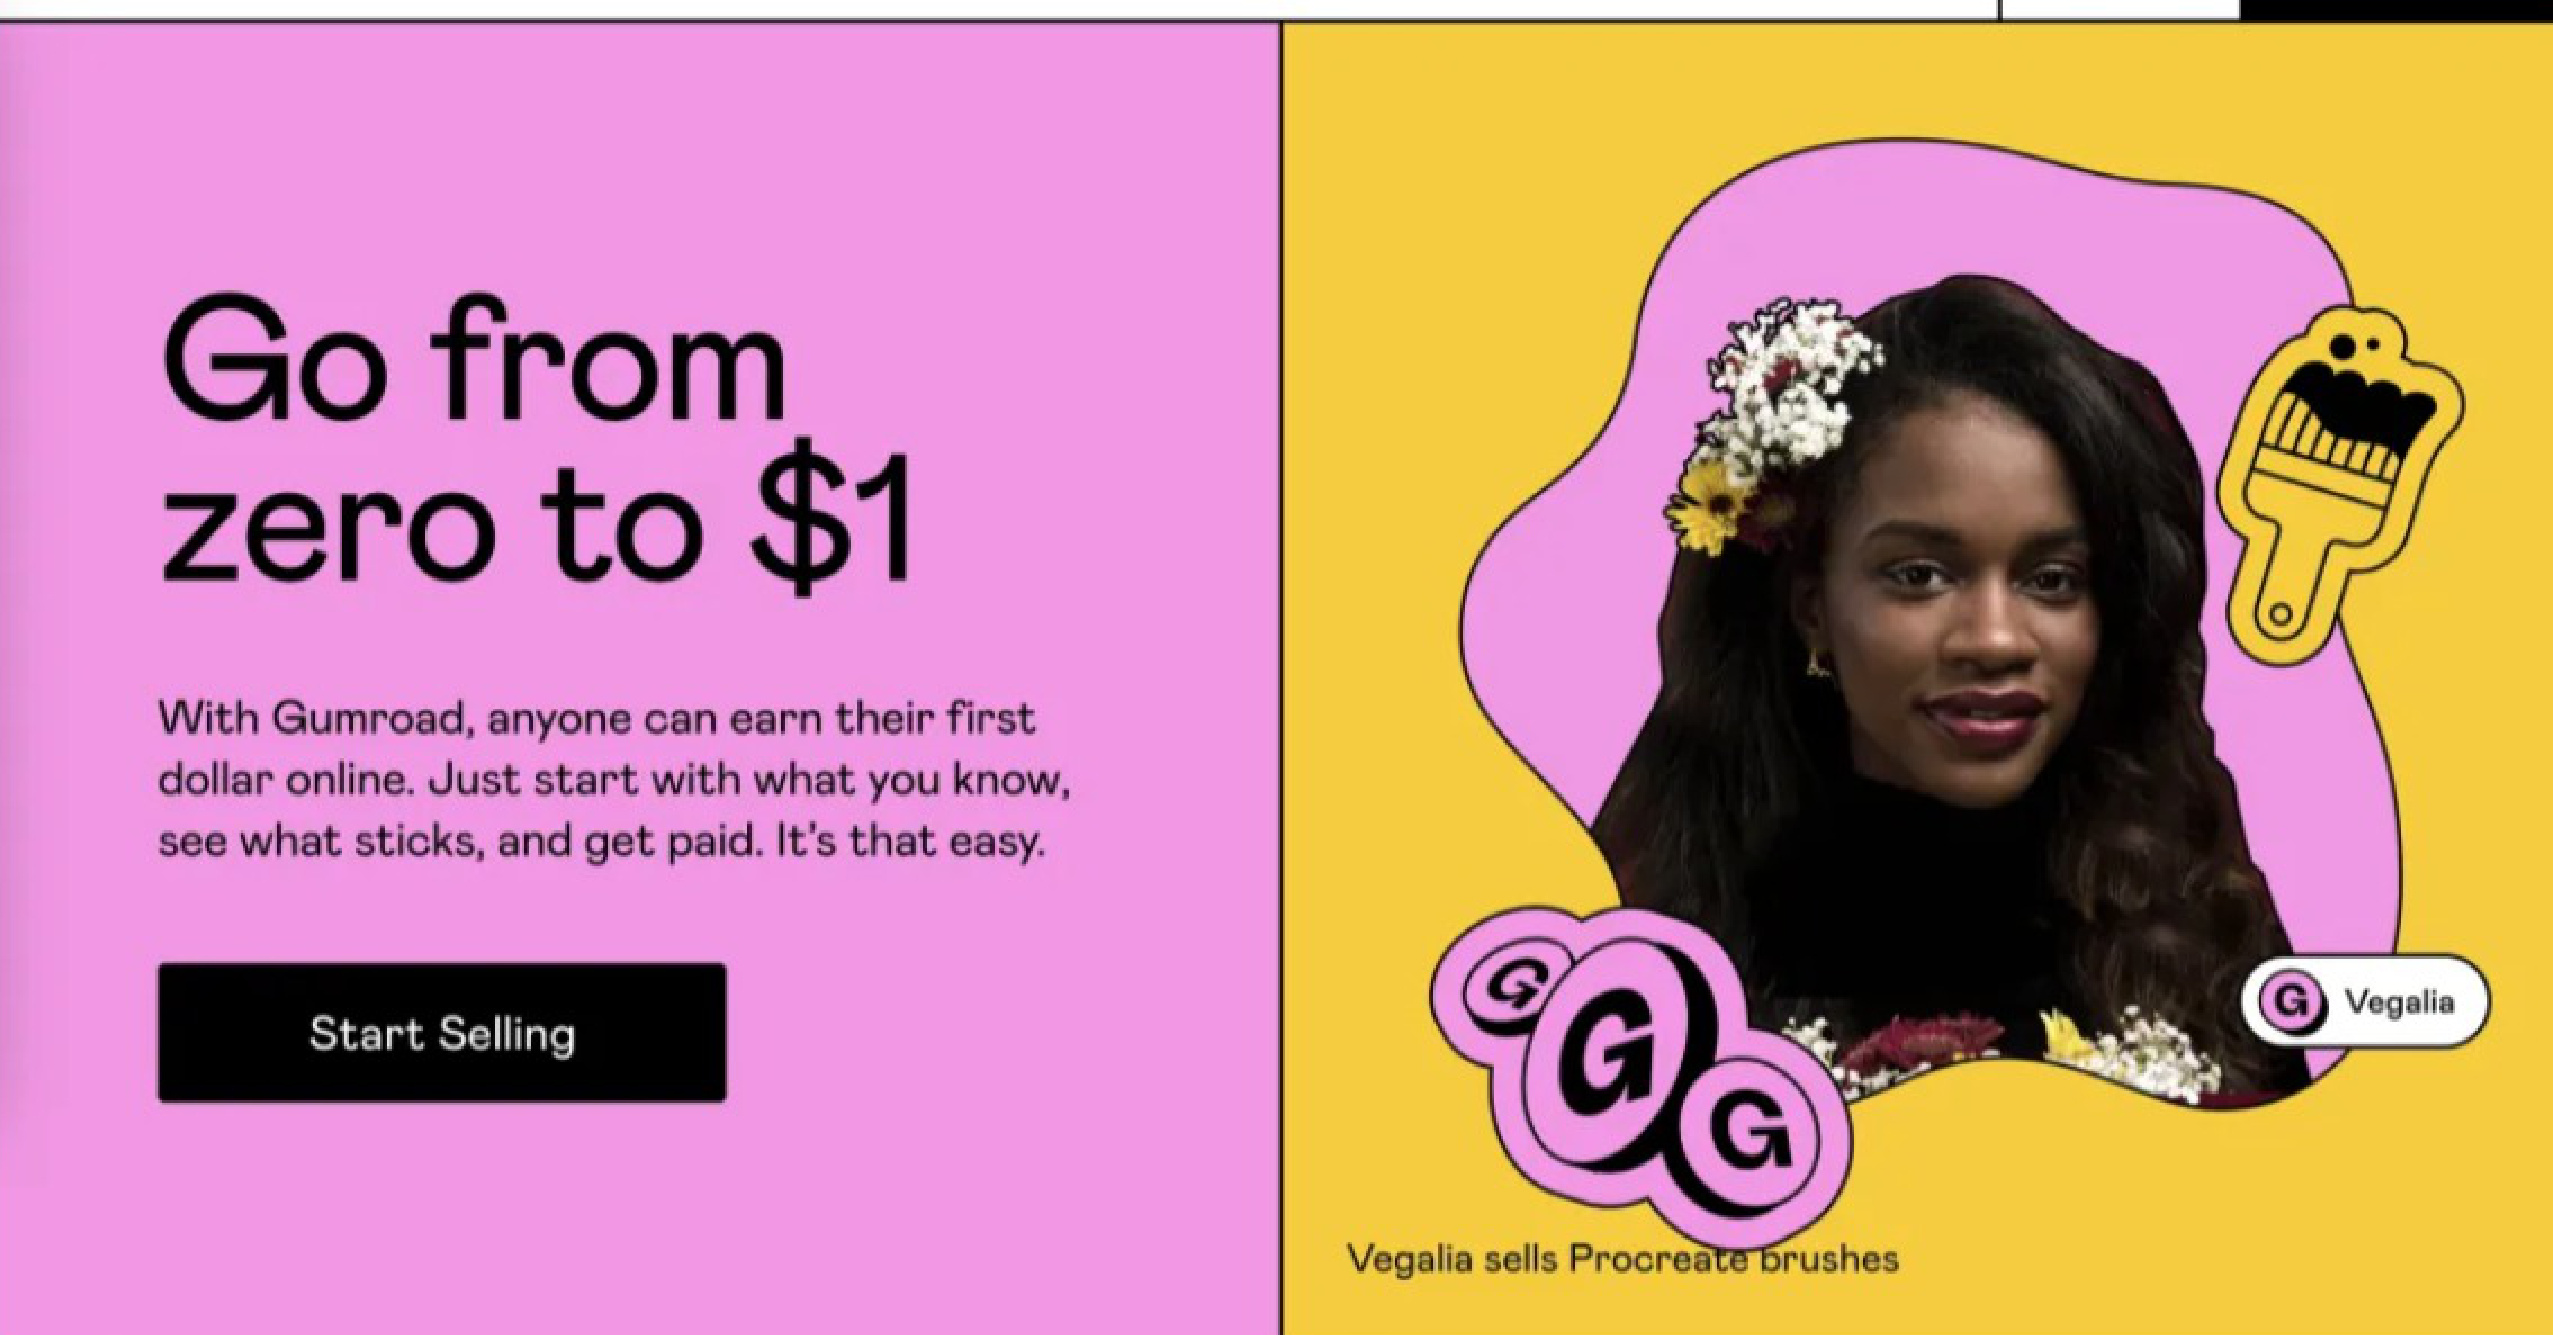 Go from
zero to $1
With Gumroad, anyone can earn their first
dollar online. Just start with what you know,
see what sticks, and get paid. It's that easy.
Start Selling
G
G
G
G Vegalia
Vegalia sells Procreate brushes